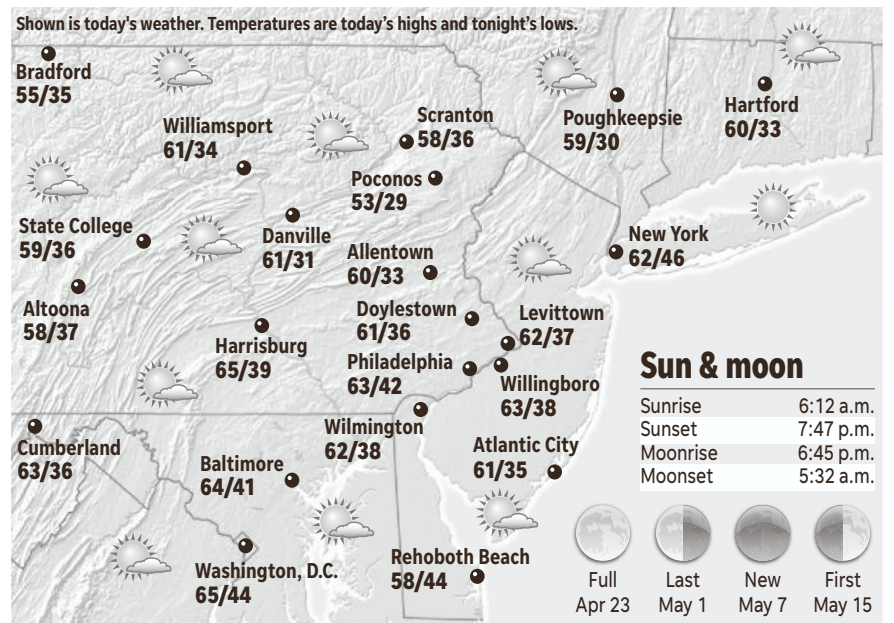 Shown is today's weather. Temperatures are today’s highs and tonight’s lows.
Bradford
55/35
Williamsport
61/34
Scranton
58/36
Poughkeepsie
59/30
Hartford
60/33
Poconos
53/29
State College
59/36
Danville
61/31
New York
62/46
Allentown
60/33
Altoona
58/37
Doylestown
61/36
Levittown
62/37
Harrisburg
65/39
Philadelphia
63/42
Willingboro
63/38
Wilmington
62/38
Cumberland
63/36
Baltimore
64/41
Atlantic City
61/35
Washington, D.C.
65/44
Rehoboth Beach
58/44
Sun & moon
Sunrise 6:12 a.m.
Sunset 7:47 p.m.
Moonrise 6:45 p.m.
Moonset 5:32 a.m.
Full Last New First
Apr 23 May 1 May 7 May 15